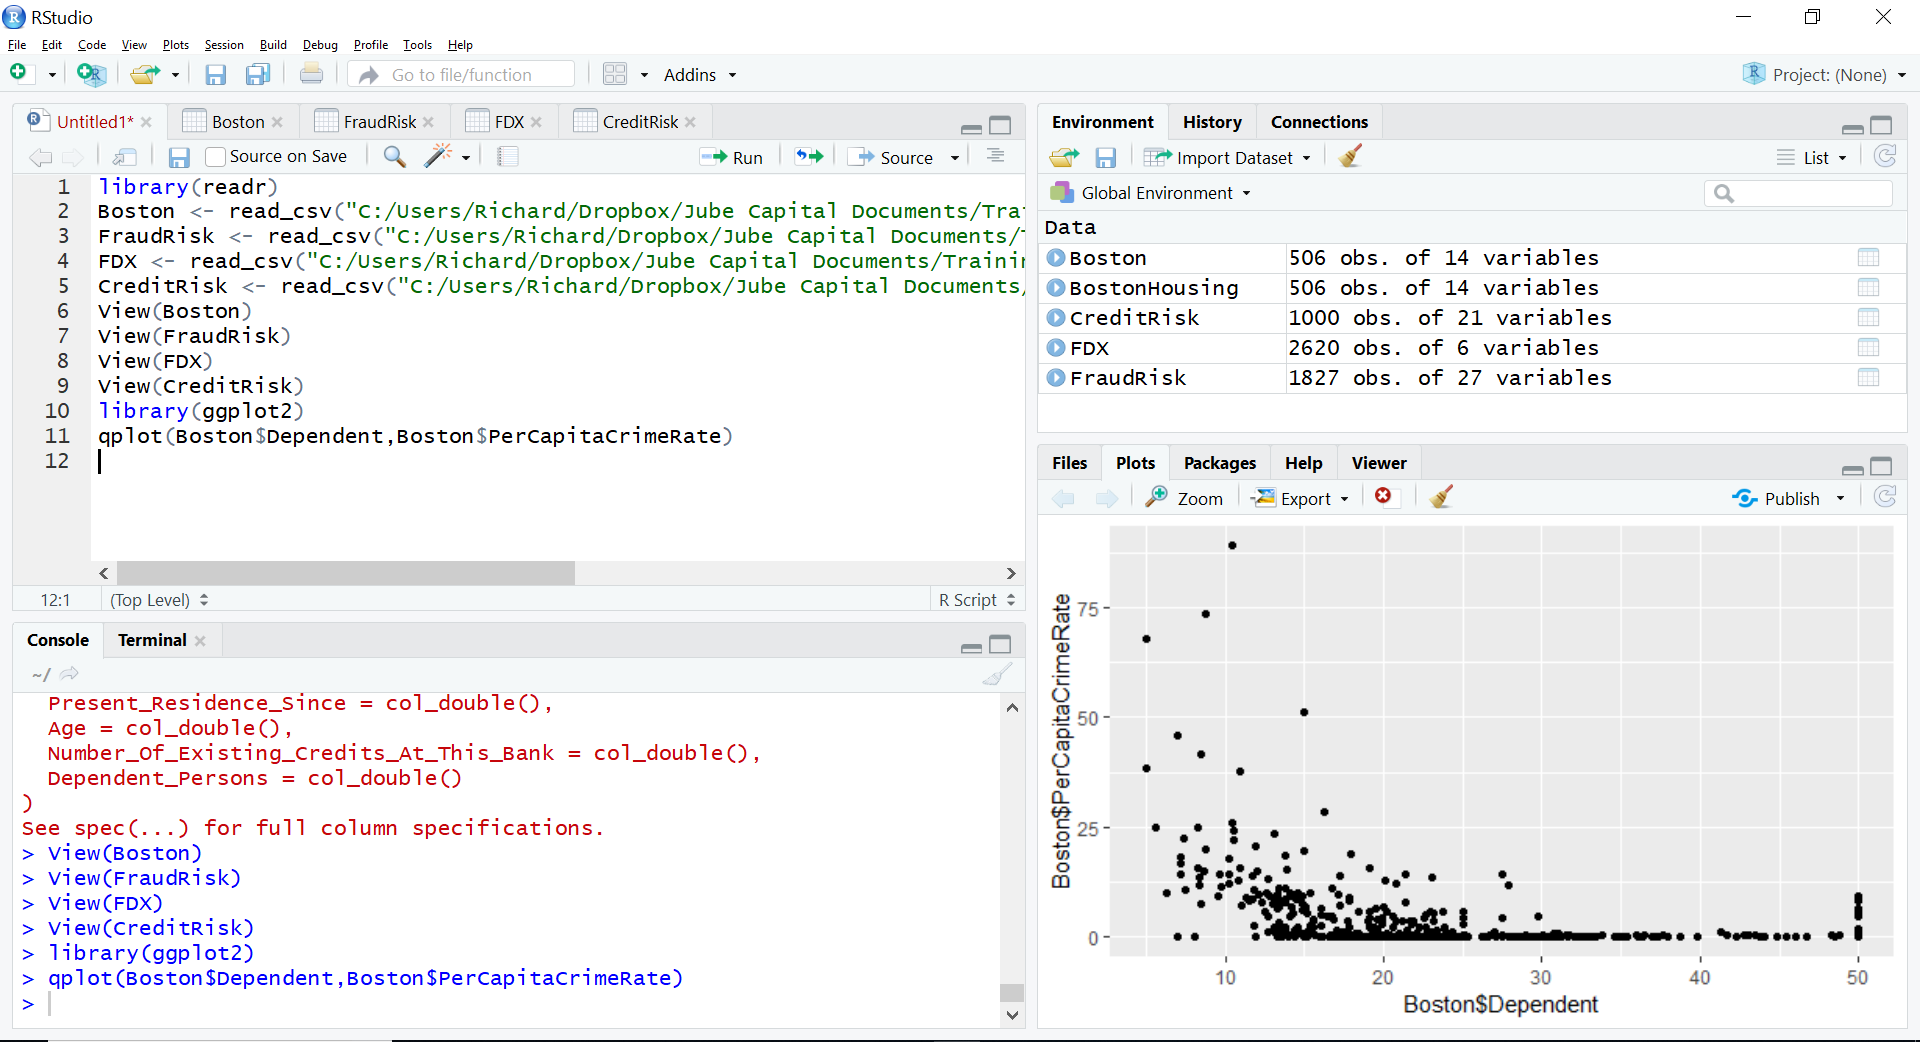 RStudio
File Edit Code View Plots Session Build Debug Profile Tools Help
Go to file/function Addins Project: (None)
Untitled1* Boston FraudRisk FDX CreditRisk
Source on Save Run Source
1 library(readr)
2 Boston <- read_csv("C:/Users/Richard/Dropbox/Jube Capital Documents/Trai
3 FraudRisk <- read_csv("C:/Users/Richard/Dropbox/Jube Capital Documents/T
4 FDX <- read_csv("C:/Users/Richard/Dropbox/Jube Capital Documents/Trainin
5 CreditRisk <- read_csv("C:/Users/Richard/Dropbox/Jube Capital Documents/
6 View(Boston)
7 View(FraudRisk)
8 View(FDX)
9 View(CreditRisk)
10 library(ggplot2)
11 qplot(Boston$Dependent,Boston$PerCapitaCrimeRate)
12
12:1 (Top Level) R Script
Console Terminal
~/
Present_Residence_Since = col_double(),
Age = col_double(),
Number_Of_Existing_Credits_At_This_Bank = col_double(),
Dependent_Persons = col_double()
)
See spec(...) for full column specifications.
> View(Boston)
> View(FraudRisk)
> View(FDX)
> View(CreditRisk)
> library(ggplot2)
> qplot(Boston$Dependent,Boston$PerCapitaCrimeRate)
>
Environment History Connections
Import Dataset List
Global Environment
Data
Boston 506 obs. of 14 variables
BostonHousing 506 obs. of 14 variables
CreditRisk 1000 obs. of 21 variables
FDX 2620 obs. of 6 variables
FraudRisk 1827 obs. of 27 variables
Files Plots Packages Help Viewer
Zoom Export Publish
Boston$PerCapitaCrimeRate
75
50
25
0
10 20 30 40 50
Boston$Dependent